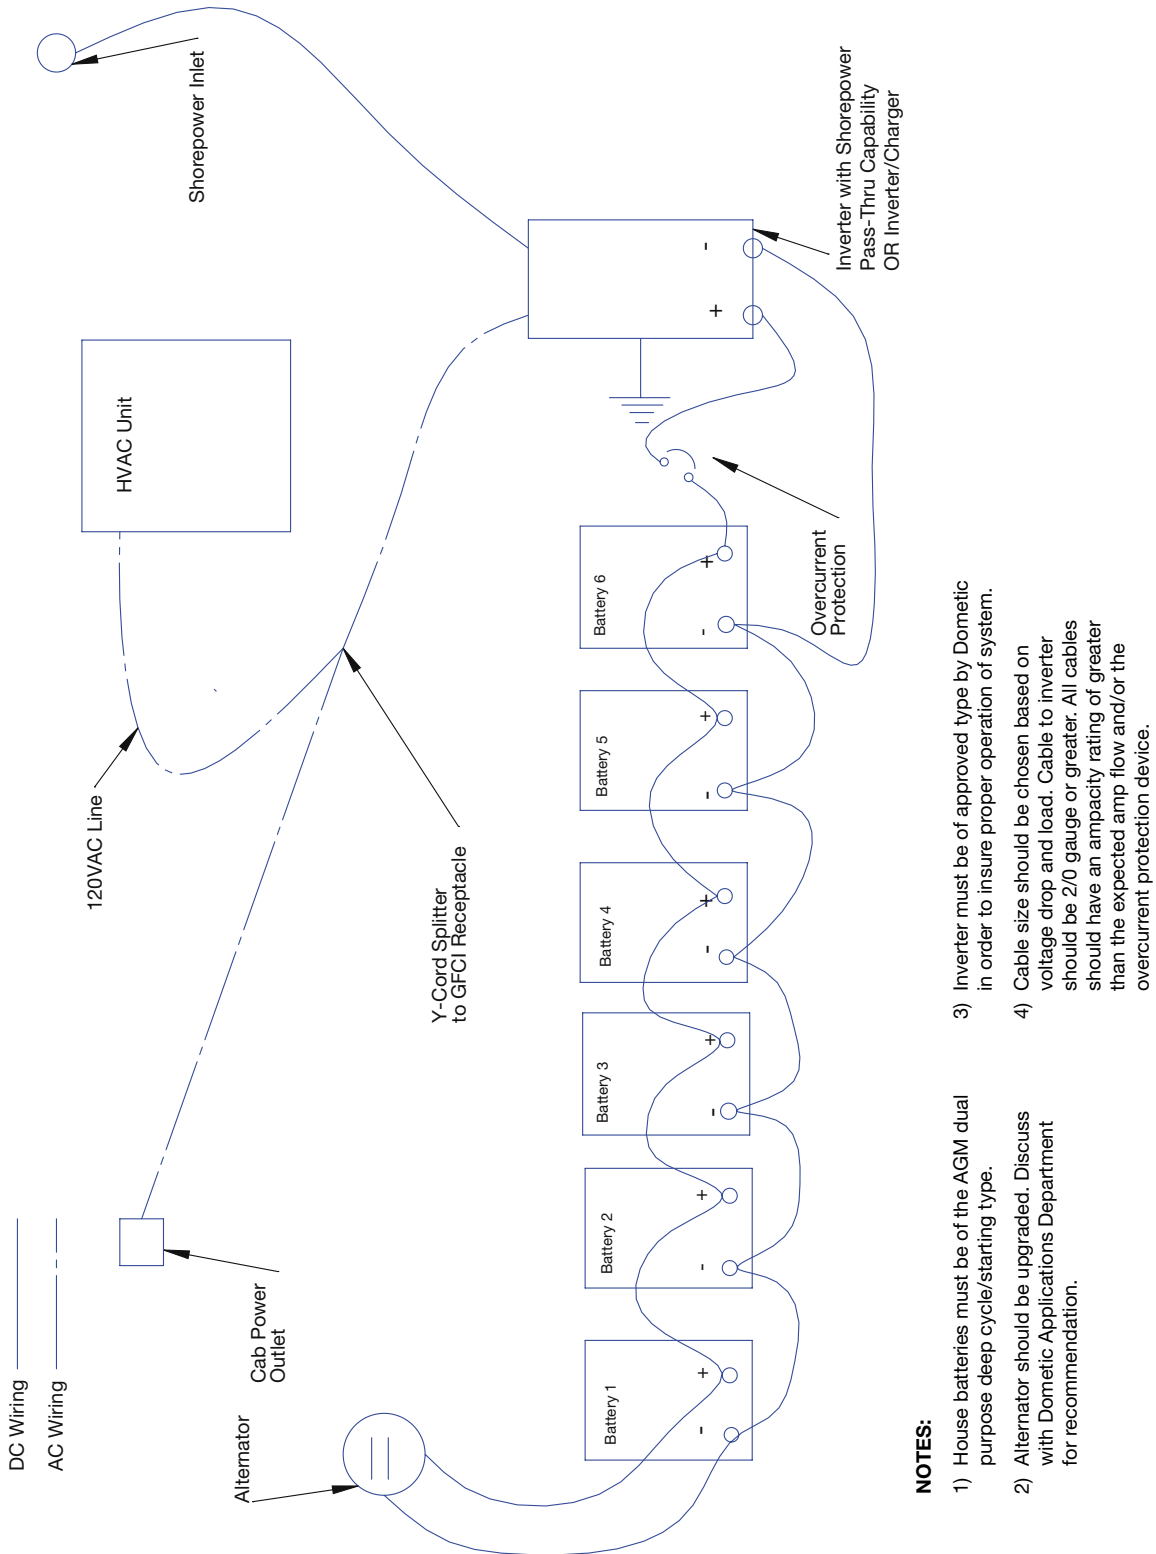 DC Wiring
AC Wiring
Shorepower Inlet
HVAC Unit
120VAC Line
Y-Cord Splitter
to GFCI Receptacle
Cab Power
Outlet
Alternator
Inverter with Shorepower
Pass-Thru Capability
OR Inverter/Charger
+
-
Overcurrent
Protection
Battery 1
-
+
Battery 2
-
+
Battery 3
-
+
Battery 4
-
+
Battery 5
-
+
Battery 6
-
+
NOTES:
1) House batteries must be of the AGM dual
purpose deep cycle/starting type.
2) Alternator should be upgraded. Discuss
with Dometic Applications Department
for recommendation.
3) Inverter must be of approved type by Dometic
in order to insure proper operation of system.
4) Cable size should be chosen based on
voltage drop and load. Cable to inverter
should be 2/0 gauge or greater. All cables
should have an ampacity rating of greater
than the expected amp flow and/or the
overcurrent protection device.